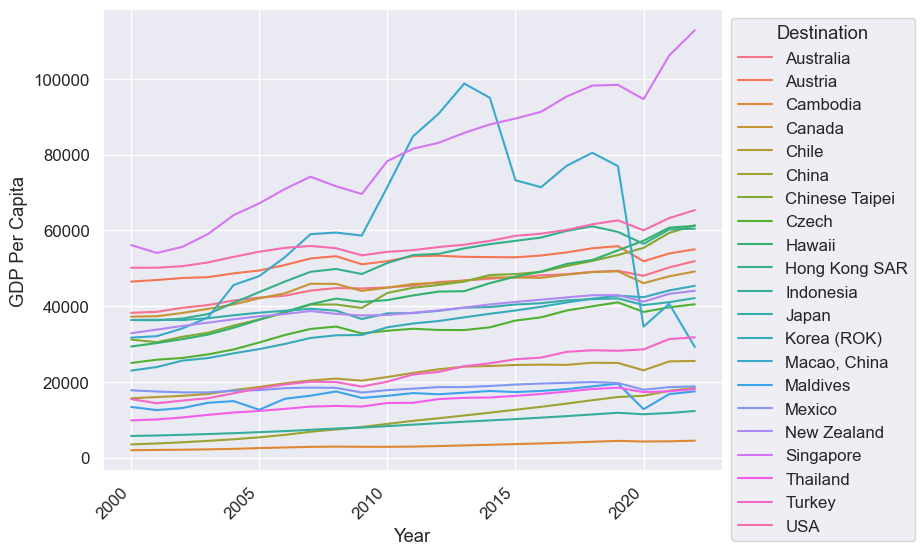 GDP Per Capita
100000
80000
60000
40000
20000
0
2000
2005
2010
2015
2020
Year
Destination
Australia
Austria
Cambodia
Canada
Chile
China
Chinese Taipei
Czech
Hawaii
Hong Kong SAR
Indonesia
Japan
Korea (ROK)
Macao, China
Maldives
Mexico
New Zealand
Singapore
Thailand
Turkey
USA